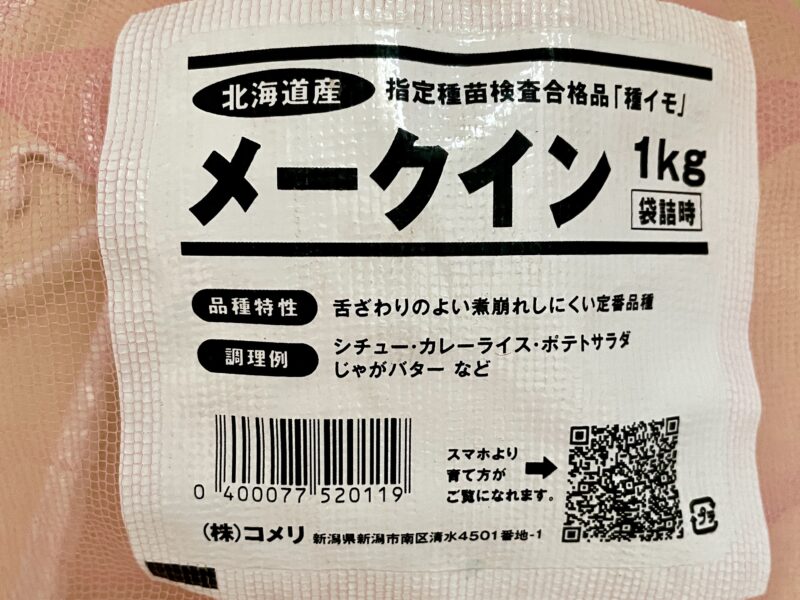 北海道産 指定種苗検査合格品「種イモ」
メークイン 1kg
袋詰時
品種特性 舌ざわりのよい煮崩れしにくい定番品種
調理例 シチュー・カレーライス・ポテトサラダ
じゃがバター など
スマホより
育て方が
ご覧になれます。
0 400077 520119
(株)コメリ 新潟県新潟市南区清水4501番地-1
プラ